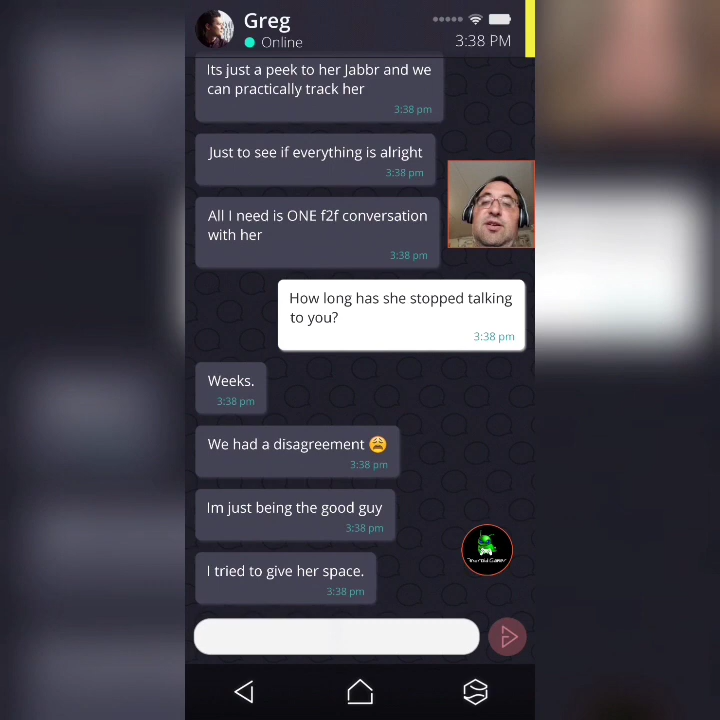 Greg
Online
3:38 PM
Its just a peek to her Jabbr and we
can practically track her
3:38 pm
Just to see if everything is alright
3:38 pm
All I need is ONE f2f conversation
with her
3:38 pm
How long has she stopped talking
to you?
3:38 pm
Weeks.
3:38 pm
We had a disagreement 😩
3:38 pm
Im just being the good guy
3:38 pm
I tried to give her space.
3:38 pm